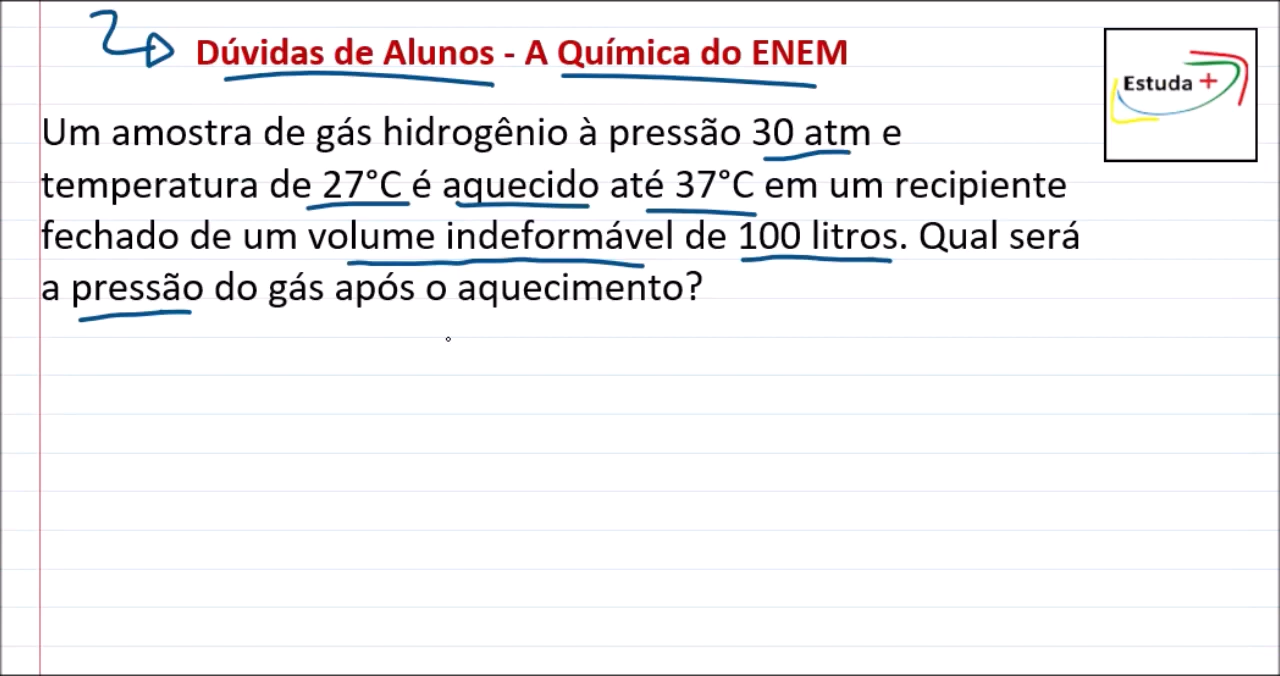 Dúvidas de Alunos - A Química do ENEM
Estuda +
Um amostra de gás hidrogênio à pressão 30 atm e
temperatura de 27°C é aquecido até 37°C em um recipiente
fechado de um volume indeformável de 100 litros. Qual será
a pressão do gás após o aquecimento?